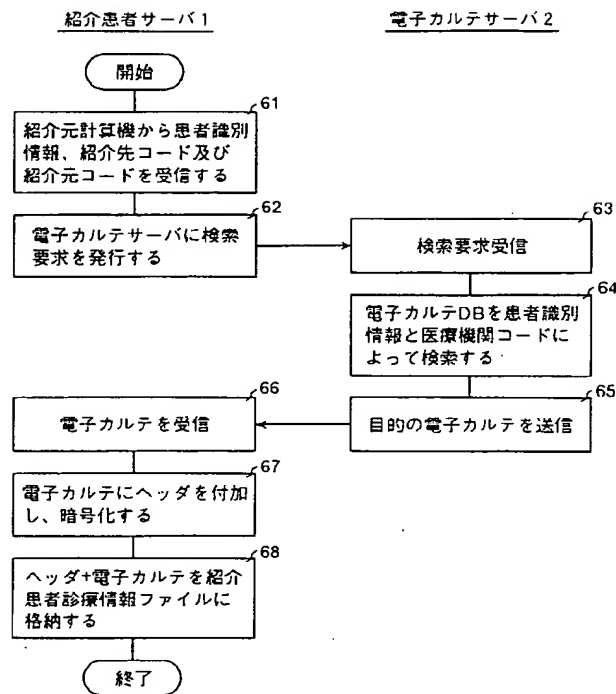 紹介患者サーバ1
電子カルテサーバ2
開始
61
紹介元計算機から患者識別
情報、紹介先コード及び
紹介元コードを受信する
62
電子カルテサーバに検索
要求を発行する
63
検索要求受信
64
電子カルテDBを患者識別
情報と医療機関コードに
よって検索する
65
目的の電子カルテを送信
66
電子カルテを受信
67
電子カルテにヘッダを付加
し、暗号化する
68
ヘッダ+電子カルテを紹介
患者診療情報ファイルに
格納する
終了